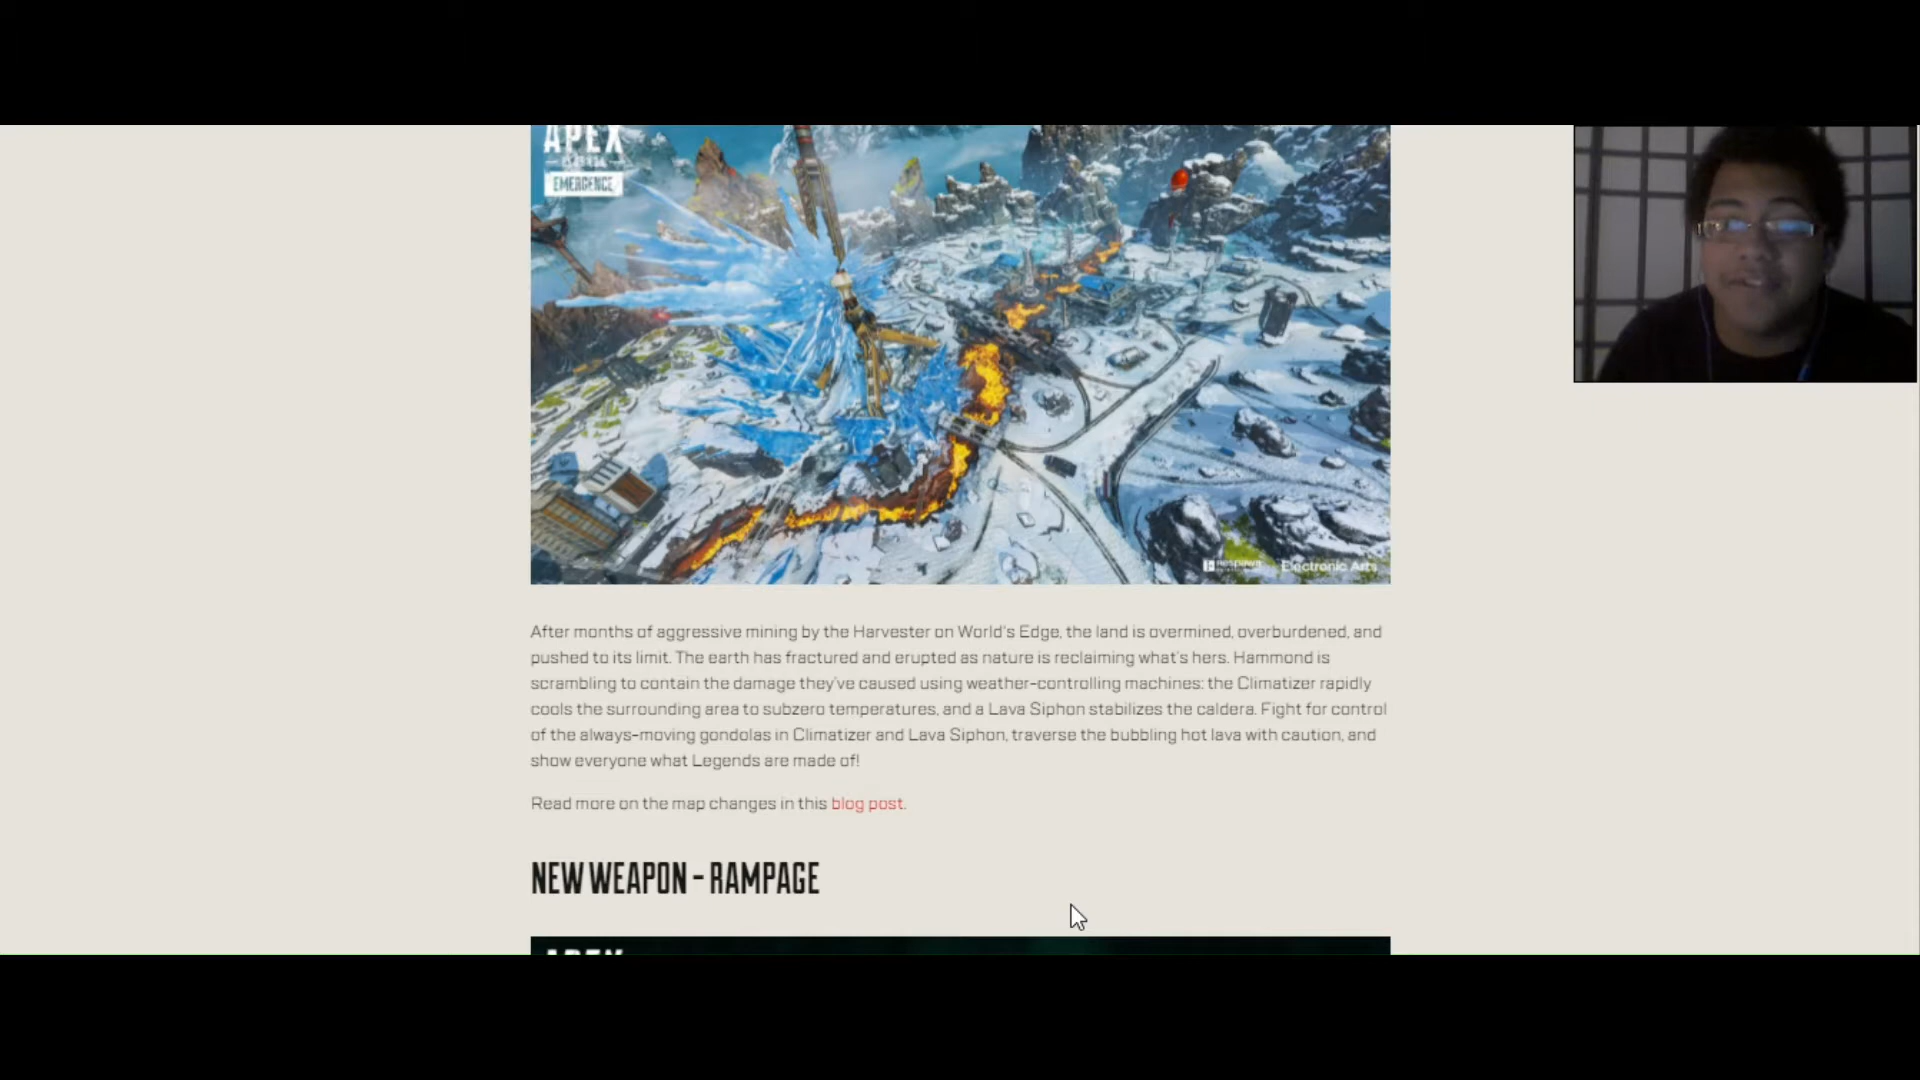 APEX
EMERGENCE
Respawn
Electronic Arts
After months of aggressive mining by the Harvester on World's Edge, the land is overmined, overburdened, and
pushed to its limit. The earth has fractured and erupted as nature is reclaiming what's hers. Hammond is
scrambling to contain the damage they've caused using weather-controlling machines: the Climatizer rapidly
cools the surrounding area to subzero temperatures, and a Lava Siphon stabilizes the caldera. Fight for control
of the always-moving gondolas in Climatizer and Lava Siphon, traverse the bubbling hot lava with caution, and
show everyone what Legends are made of!
Read more on the map changes in this blog post.
NEW WEAPON - RAMPAGE
APEX